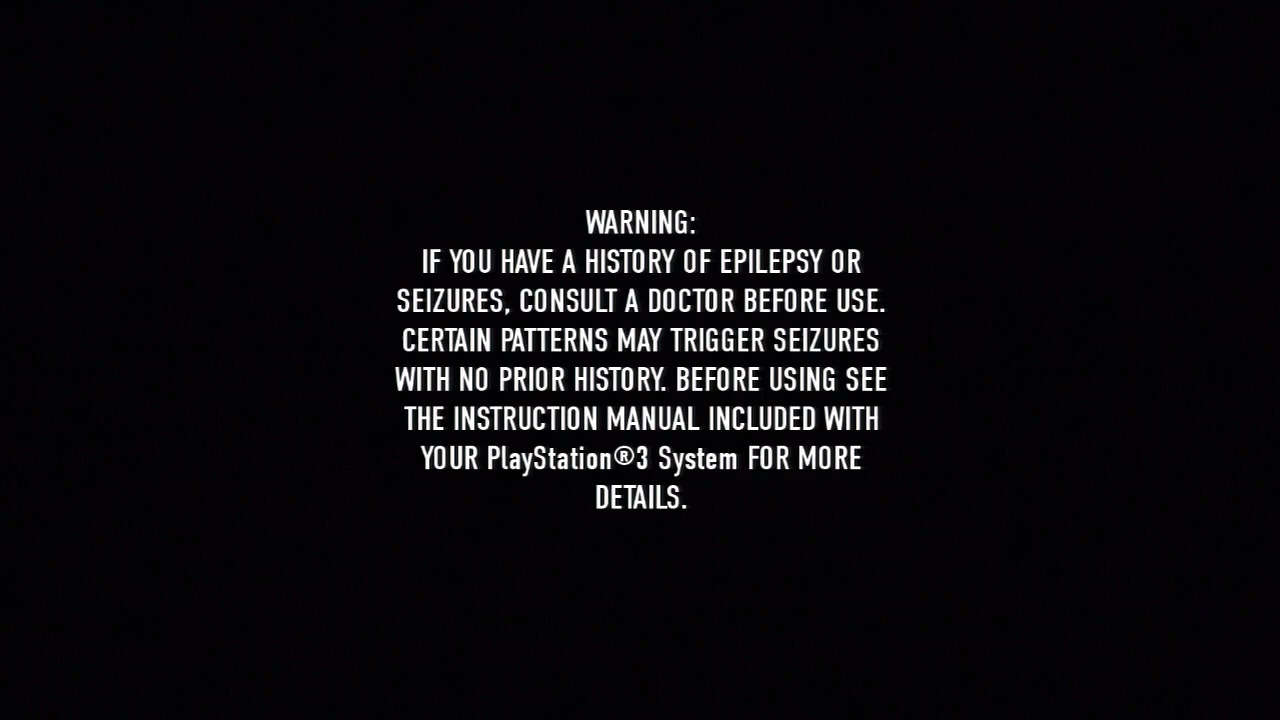 WARNING:
IF YOU HAVE A HISTORY OF EPILEPSY OR
SEIZURES, CONSULT A DOCTOR BEFORE USE.
CERTAIN PATTERNS MAY TRIGGER SEIZURES
WITH NO PRIOR HISTORY. BEFORE USING SEE
THE INSTRUCTION MANUAL INCLUDED WITH
YOUR PlayStation®3 System FOR MORE
DETAILS.